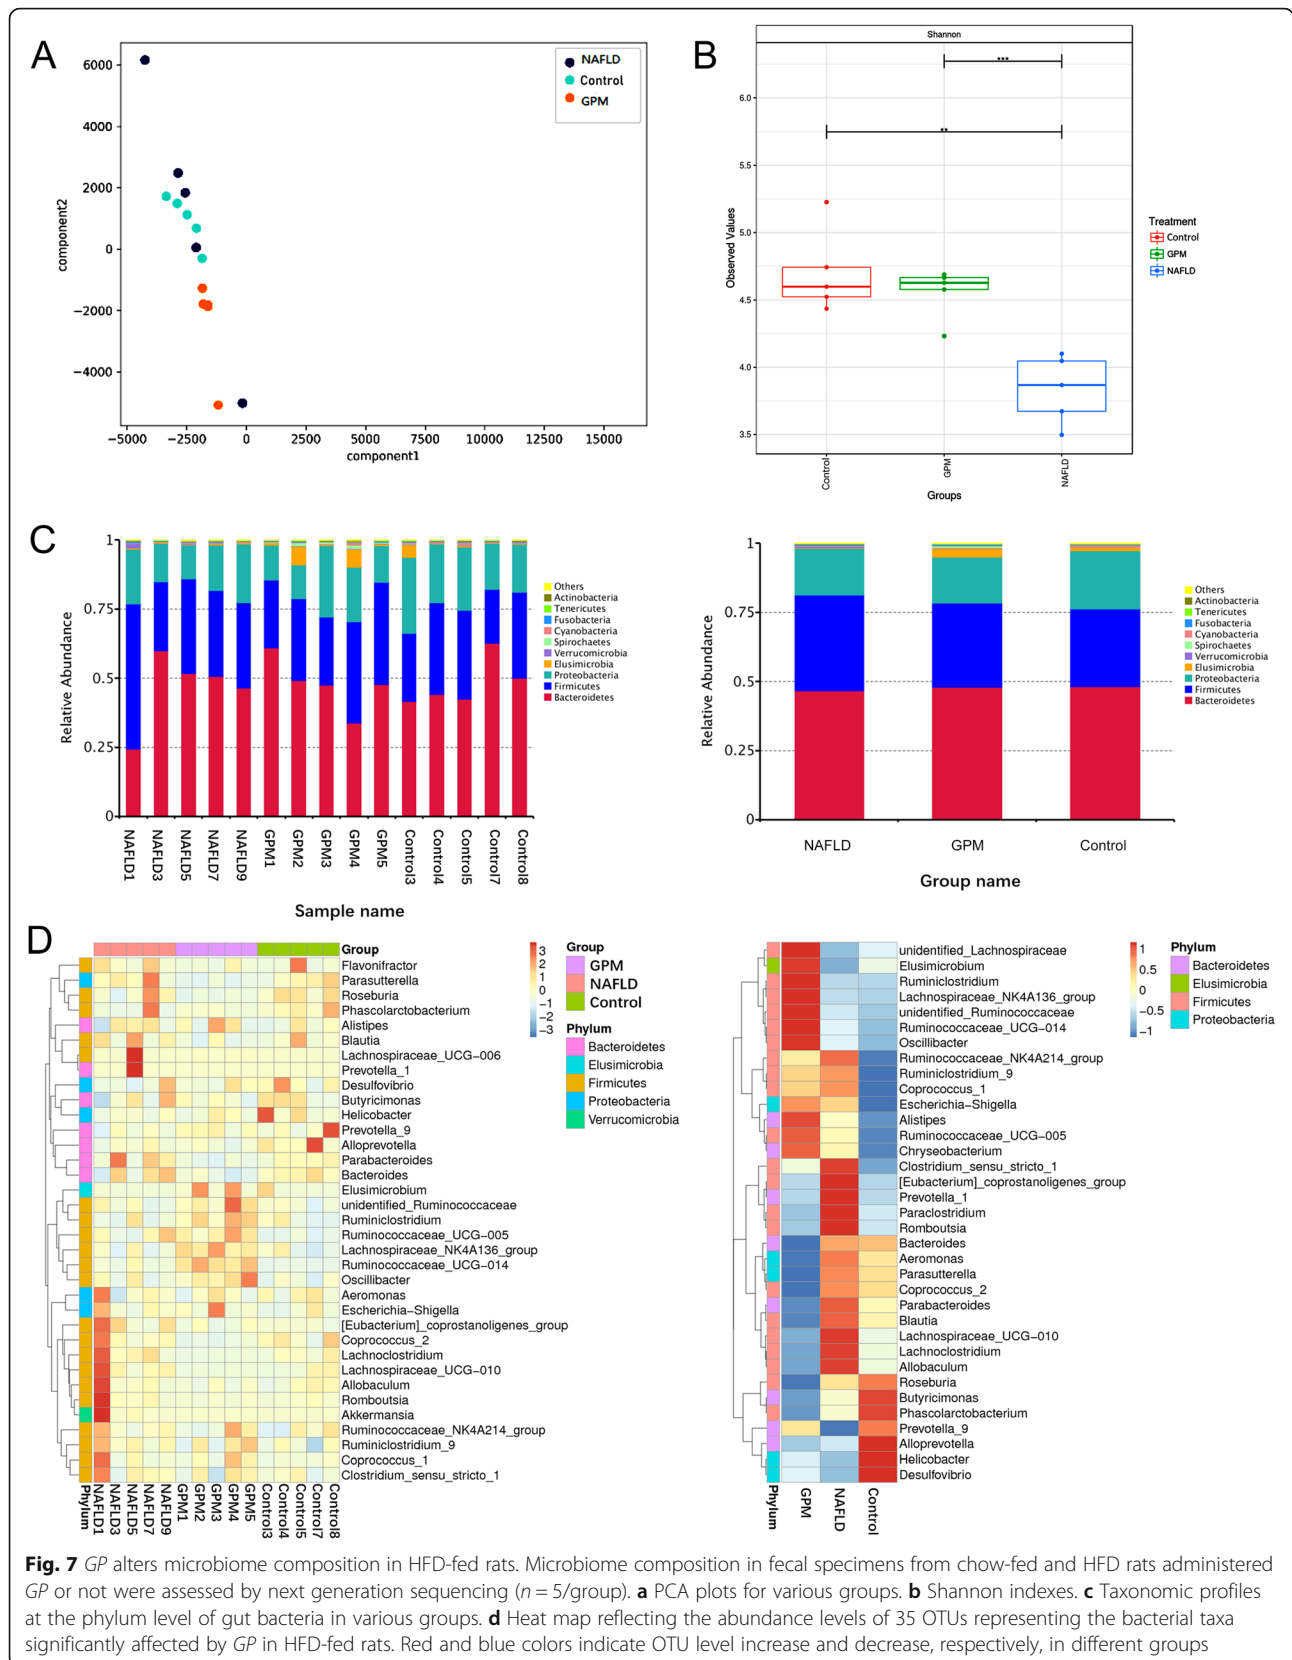 A
6000
4000
2000
0
−2000
−4000
component2
−5000 −2500 0 2500 5000 7500 10000 12500 15000
component1
NAFLD
Control
GPM
B
Shannon
***
**
6.0
5.5
5.0
4.5
4.0
3.5
Observed Values
Control
GPM
NAFLD
Groups
Treatment
Control
GPM
NAFLD
C
1
0.75
0.5
0.25
0
Relative Abundance
NAFLD1
NAFLD3
NAFLD5
NAFLD7
NAFLD9
GPM1
GPM2
GPM3
GPM4
GPM5
Control3
Control4
Control5
Control7
Control8
Sample name
Others
Actinobacteria
Tenericutes
Fusobacteria
Cyanobacteria
Spirochaetes
Verrucomicrobia
Elusimicrobia
Proteobacteria
Firmicutes
Bacteroidetes
1
0.75
0.5
0.25
0
Relative Abundance
NAFLD GPM Control
Group name
Others
Actinobacteria
Tenericutes
Fusobacteria
Cyanobacteria
Spirochaetes
Verrucomicrobia
Elusimicrobia
Proteobacteria
Firmicutes
Bacteroidetes
D
Group
Flavonifractor
Parasutterella
Roseburia
Phascolarctobacterium
Alistipes
Blautia
Lachnospiraceae_UCG−006
Prevotella_1
Desulfovibrio
Butyricimonas
Helicobacter
Prevotella_9
Alloprevotella
Parabacteroides
Bacteroides
Elusimicrobium
unidentified_Ruminococcaceae
Ruminiclostridium
Ruminococcaceae_UCG−005
Lachnospiraceae_NK4A136_group
Ruminococcaceae_UCG−014
Oscillibacter
Aeromonas
Escherichia−Shigella
[Eubacterium]_coprostanoligenes_group
Coprococcus_2
Lachnoclostridium
Lachnospiraceae_UCG−010
Allobaculum
Romboutsia
Akkermansia
Ruminococcaceae_NK4A214_group
Ruminiclostridium_9
Coprococcus_1
Clostridium_sensu_stricto_1
Phylum
NAFLD1
NAFLD3
NAFLD5
NAFLD7
NAFLD9
GPM1
GPM2
GPM3
GPM4
GPM5
Control3
Control4
Control5
Control7
Control8
3
2
1
0
−1
−2
−3
Group
GPM
NAFLD
Control
Phylum
Bacteroidetes
Elusimicrobia
Firmicutes
Proteobacteria
Verrucomicrobia
unidentified_Lachnospiraceae
Elusimicrobium
Ruminiclostridium
Lachnospiraceae_NK4A136_group
unidentified_Ruminococcaceae
Ruminococcaceae_UCG−014
Oscillibacter
Ruminococcaceae_NK4A214_group
Ruminiclostridium_9
Coprococcus_1
Escherichia−Shigella
Alistipes
Ruminococcaceae_UCG−005
Chryseobacterium
Clostridium_sensu_stricto_1
[Eubacterium]_coprostanoligenes_group
Prevotella_1
Paraclostridium
Romboutsia
Bacteroides
Aeromonas
Parasutterella
Coprococcus_2
Parabacteroides
Blautia
Lachnospiraceae_UCG−010
Lachnoclostridium
Allobaculum
Roseburia
Butyricimonas
Phascolarctobacterium
Prevotella_9
Alloprevotella
Helicobacter
Desulfovibrio
Phylum
GPM
NAFLD
Control
1
0.5
0
−0.5
−1
Phylum
Bacteroidetes
Elusimicrobia
Firmicutes
Proteobacteria
Fig. 7 GP alters microbiome composition in HFD-fed rats. Microbiome composition in fecal specimens from chow-fed and HFD rats administered
GP or not were assessed by next generation sequencing (n = 5/group). a PCA plots for various groups. b Shannon indexes. c Taxonomic profiles
at the phylum level of gut bacteria in various groups. d Heat map reflecting the abundance levels of 35 OTUs representing the bacterial taxa
significantly affected by GP in HFD-fed rats. Red and blue colors indicate OTU level increase and decrease, respectively, in different groups